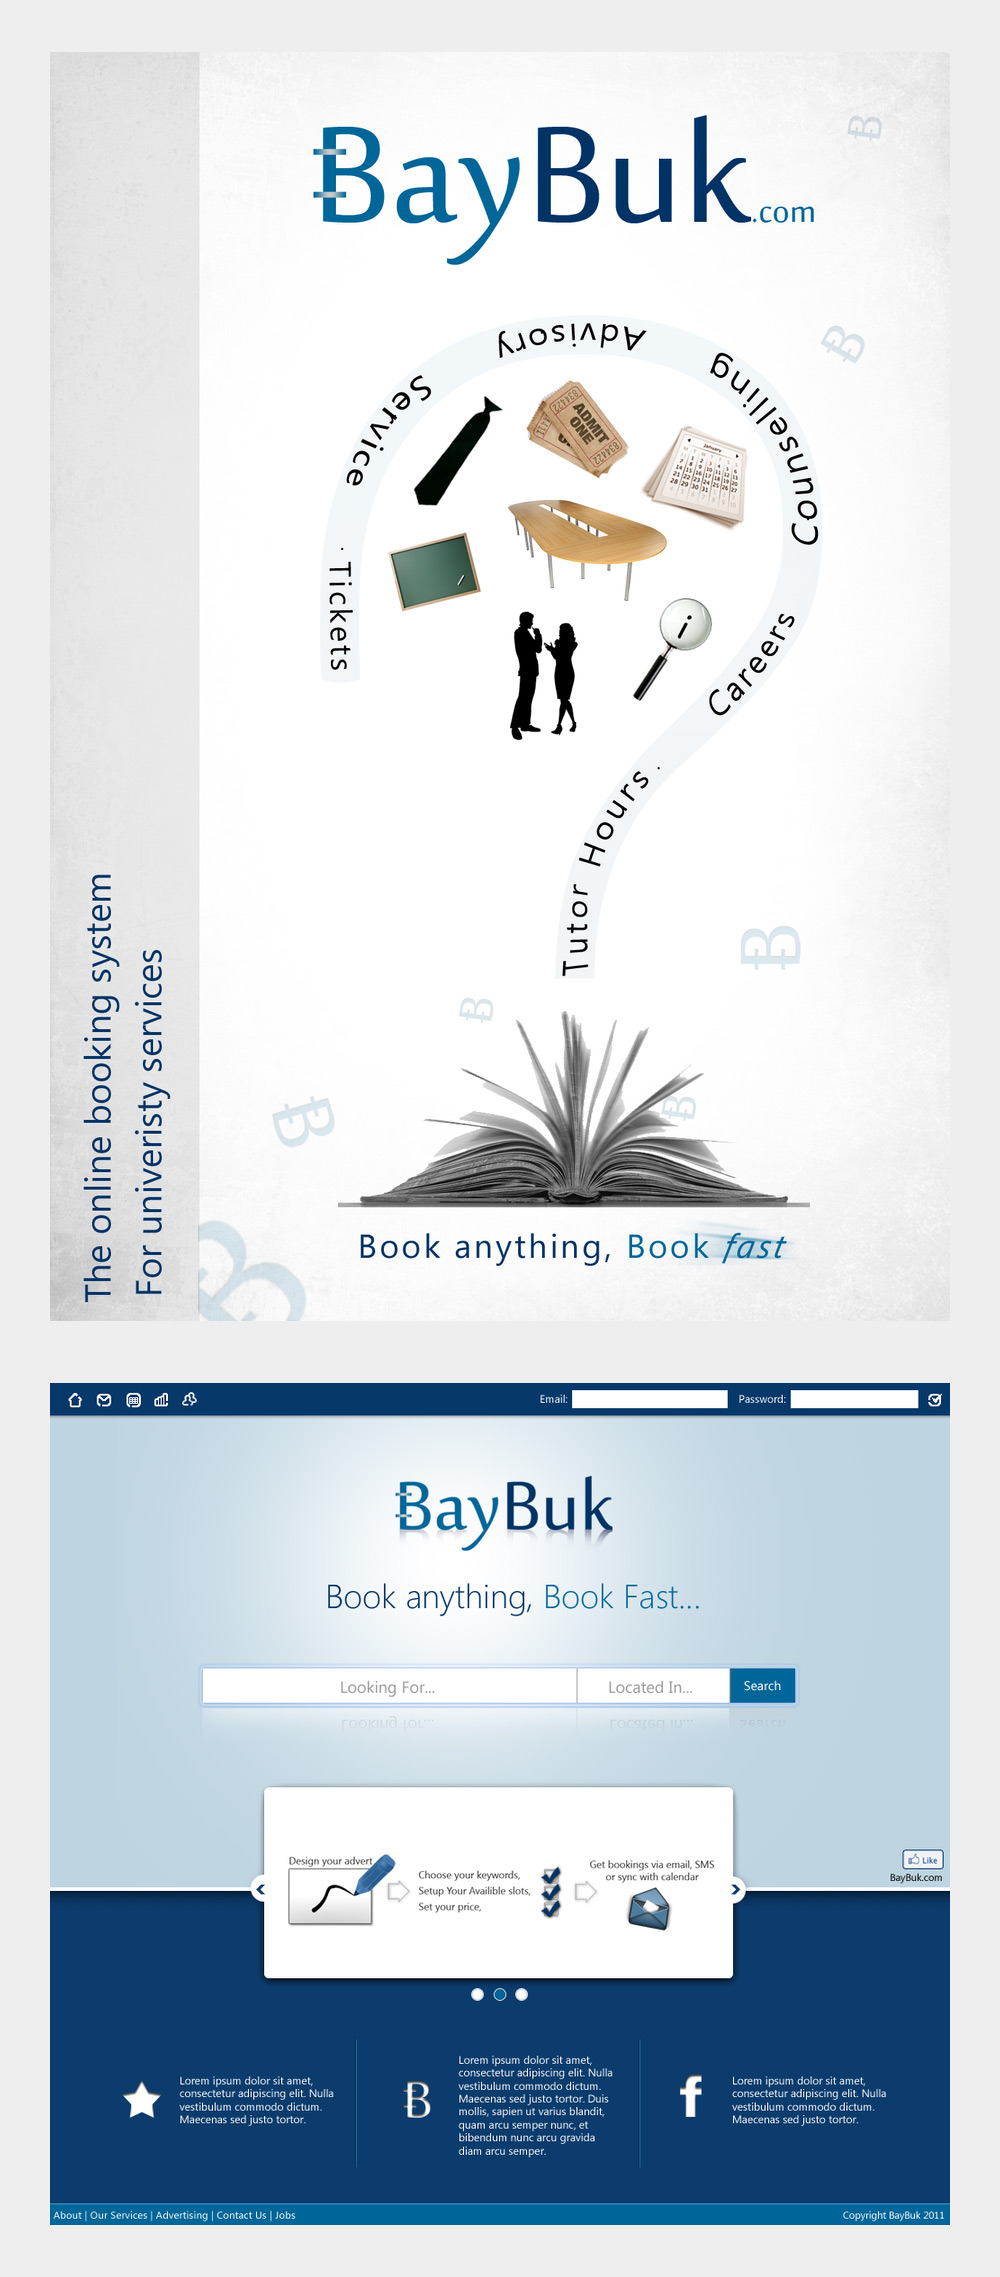 BayBuk.com
Tutor Hours · Careers Counselling Advisory Service · Tickets
ADMIT ONE
834422
834422
January
i
The online booking system
For univeristy services
Book anything, Book fast
Email:
Password:
BayBuk
Book anything, Book Fast...
Looking For...
Located In...
Search
Design your advert
Choose your keywords,
Setup Your Availible slots,
Set your price,
Get bookings via email, SMS
or sync with calendar
Like
BayBuk.com
Lorem ipsum dolor sit amet,
consectetur adipiscing elit. Nulla
vestibulum commodo dictum.
Maecenas sed justo tortor.
Lorem ipsum dolor sit amet,
consectetur adipiscing elit. Nulla
vestibulum commodo dictum.
Maecenas sed justo tortor. Duis
mollis, sapien ut varius blandit,
quam arcu semper nunc, et
bibendum nunc arcu gravida
diam arcu semper.
f
Lorem ipsum dolor sit amet,
consectetur adipiscing elit. Nulla
vestibulum commodo dictum.
Maecenas sed justo tortor.
About | Our Services | Advertising | Contact Us | Jobs
Copyright BayBuk 2011